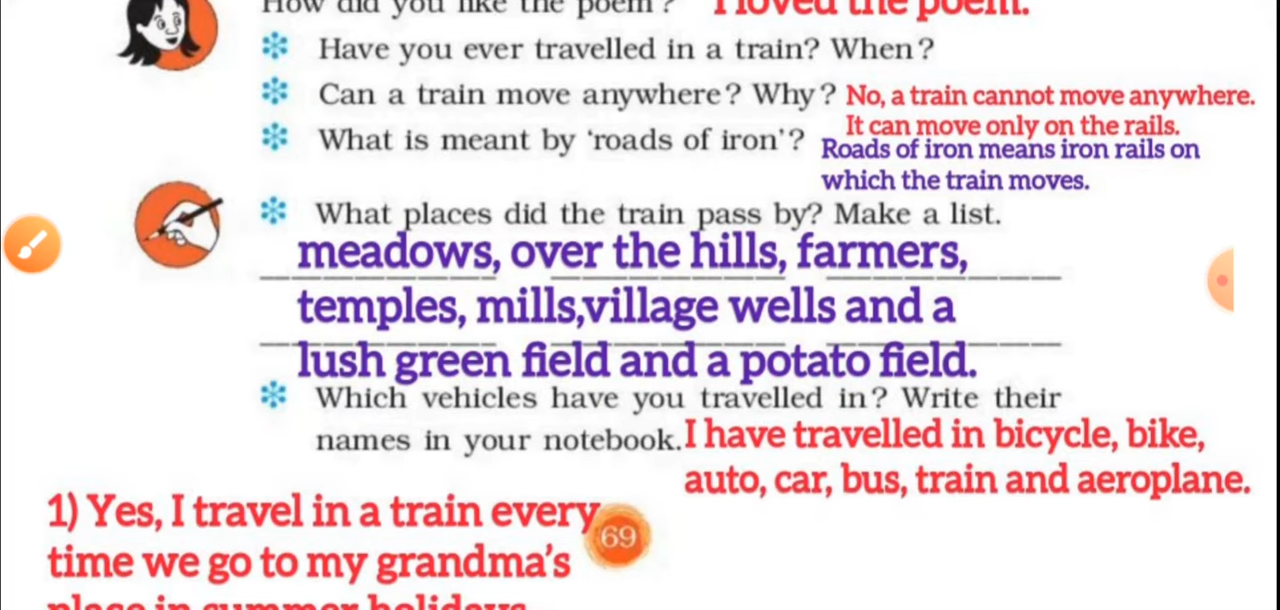 How did you like the poem? I loved the poem.
Have you ever travelled in a train? When?
Can a train move anywhere? Why? No, a train cannot move anywhere.
It can move only on the rails.
What is meant by ‘roads of iron’? Roads of iron means iron rails on
which the train moves.
What places did the train pass by? Make a list.
meadows, over the hills, farmers,
temples, mills,village wells and a
lush green field and a potato field.
Which vehicles have you travelled in? Write their
names in your notebook. I have travelled in bicycle, bike,
auto, car, bus, train and aeroplane.
1) Yes, I travel in a train every
69
time we go to my grandma's
place in summer holidays